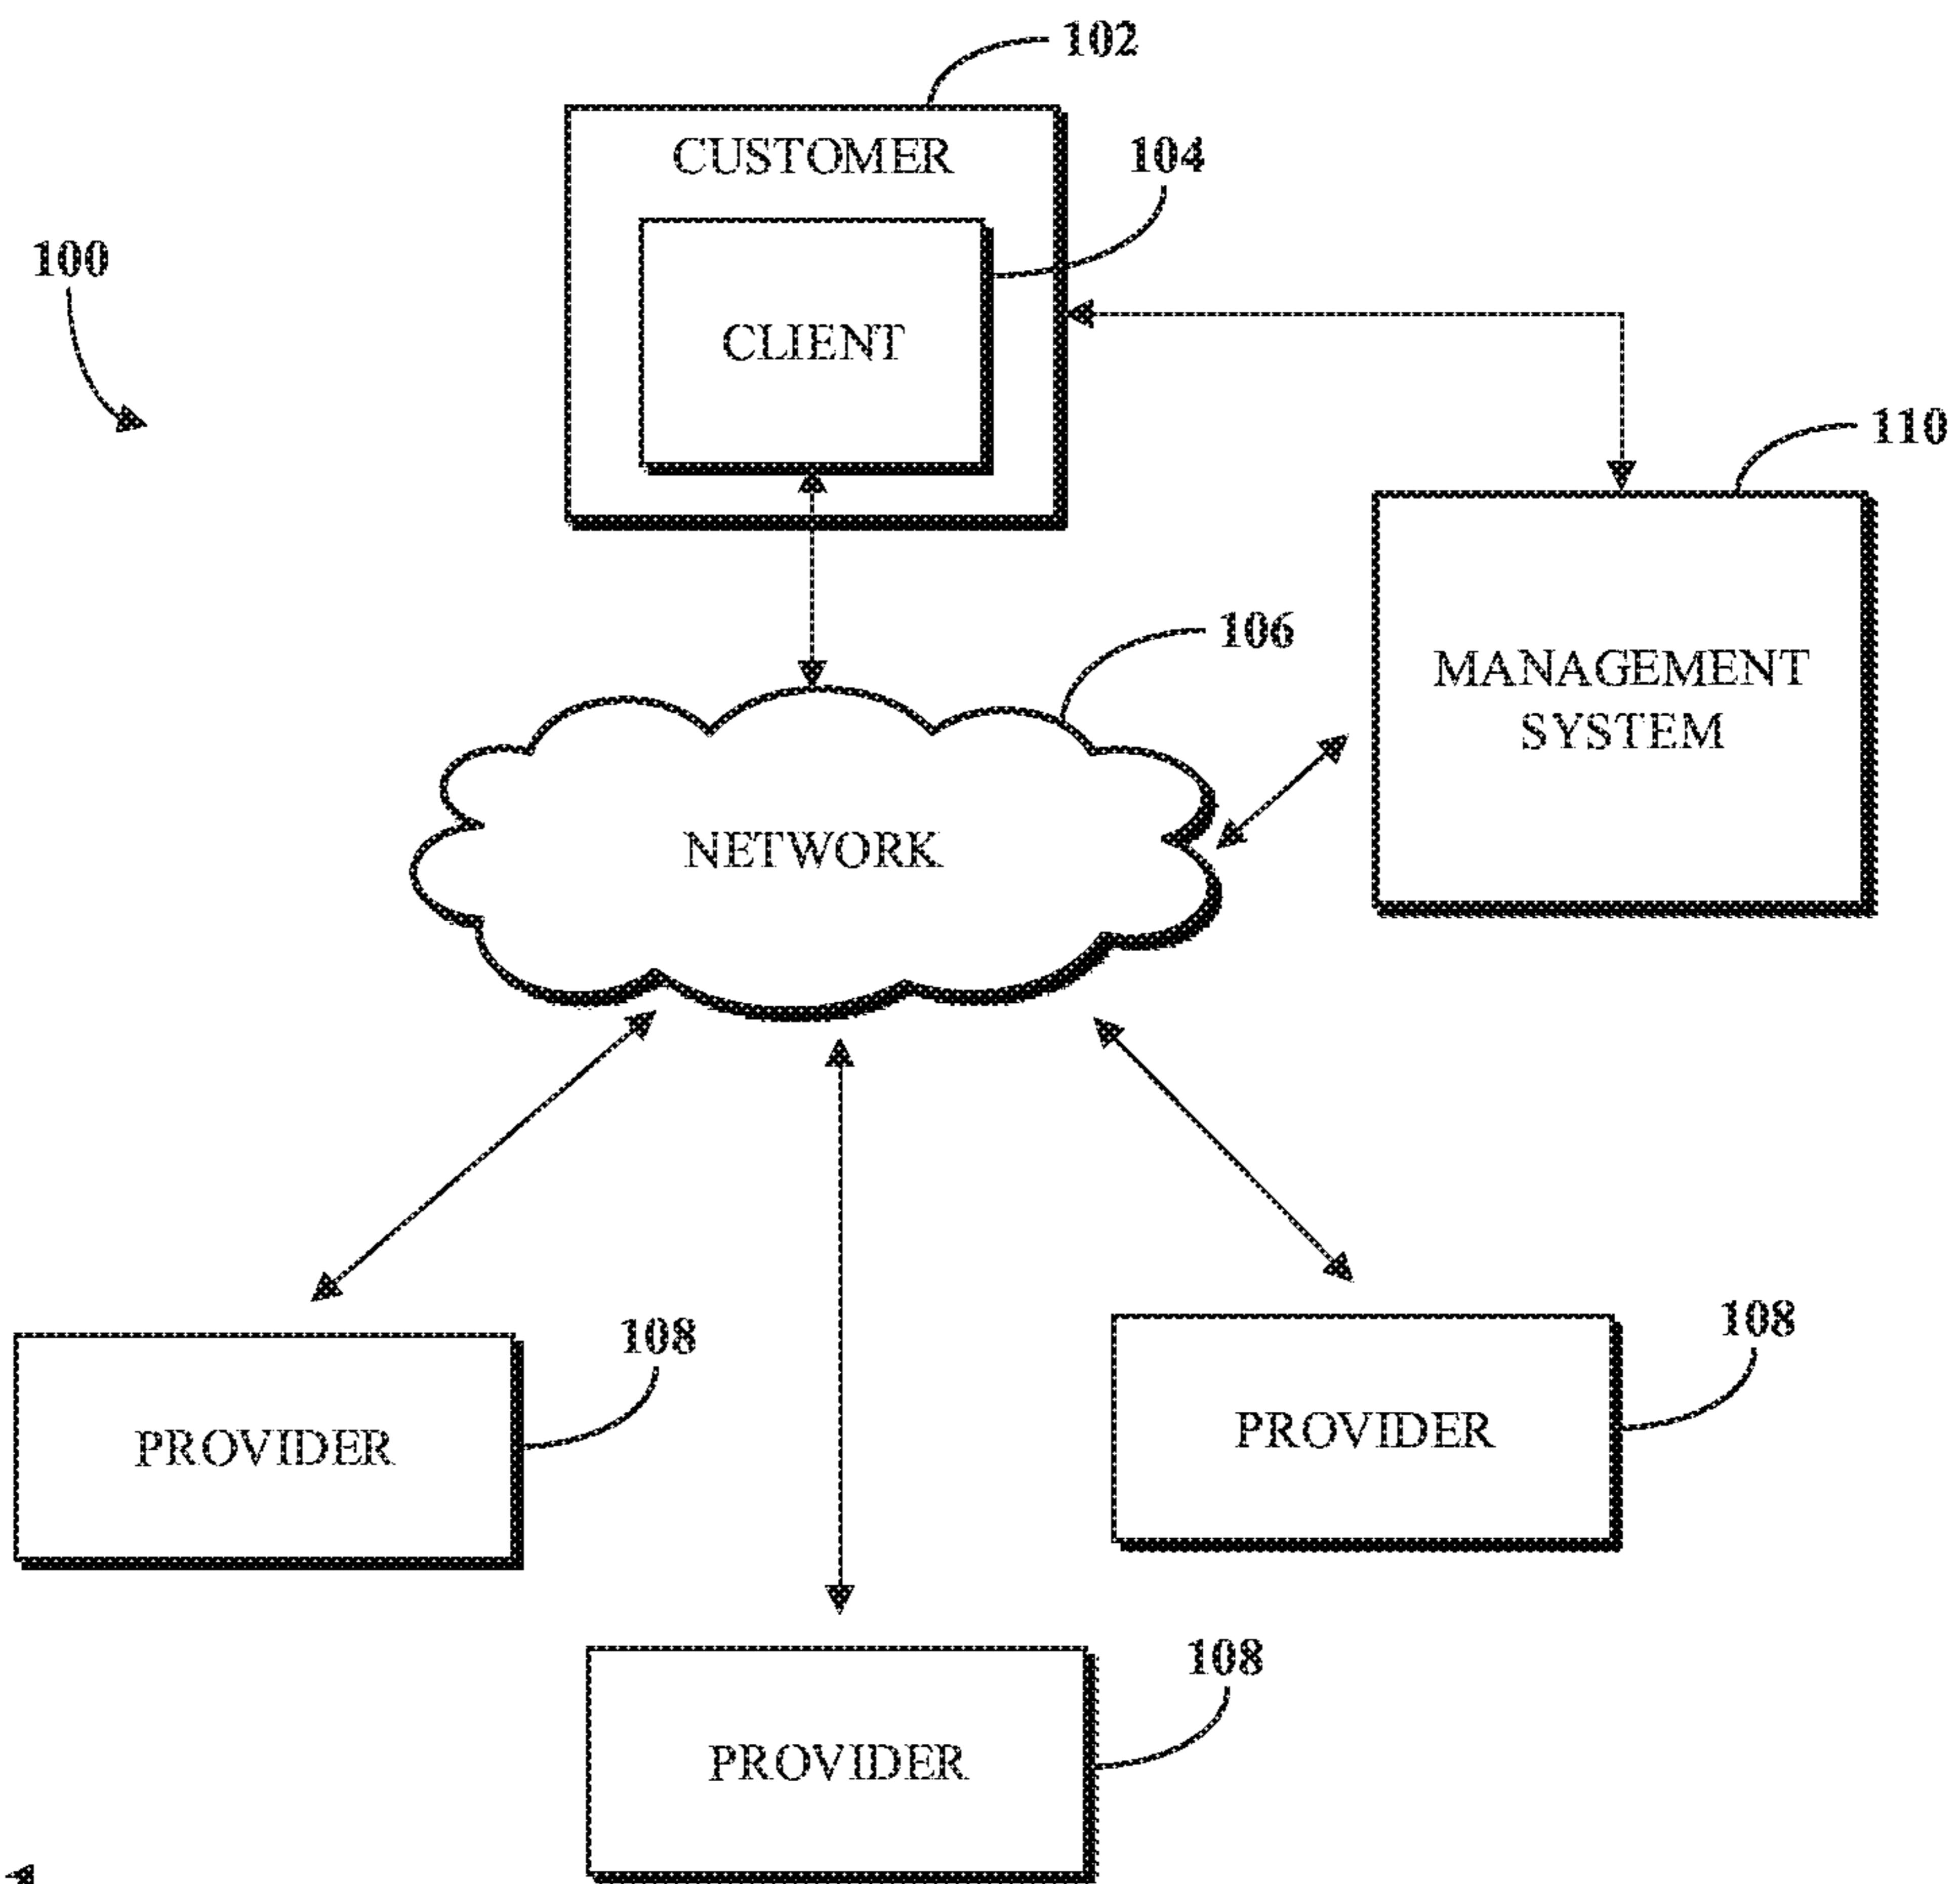 102
CUSTOMER
104
100
CLIENT
110
106
MANAGEMENT
SYSTEM
NETWORK
108
108
PROVIDER
PROVIDER
108
PROVIDER